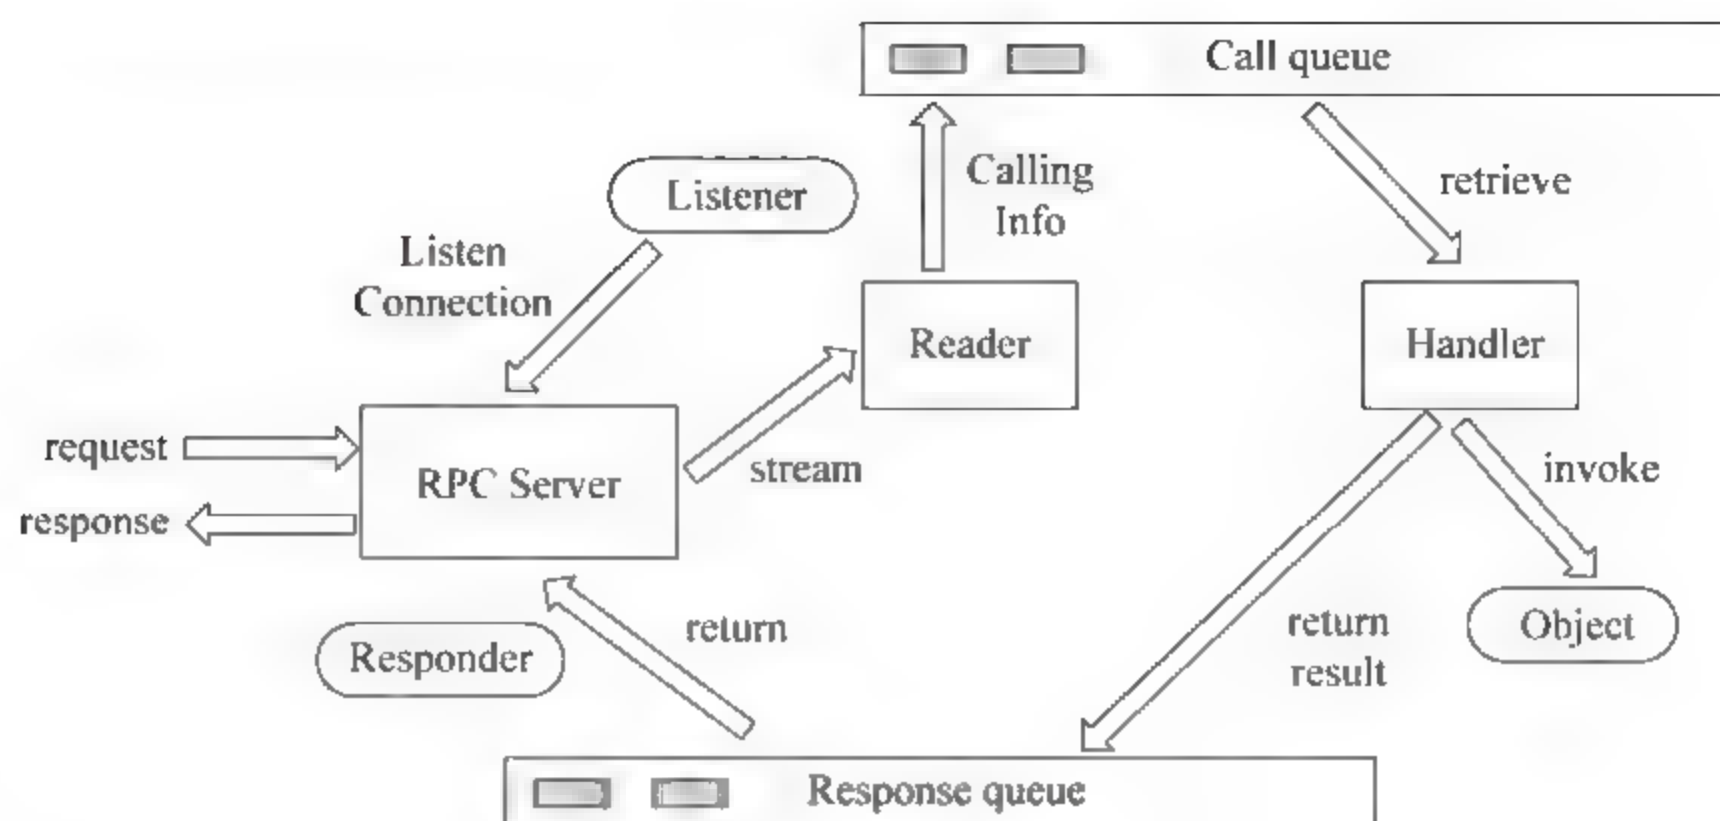 Call queue
Listener
Calling
Info
retrieve
Listen
Connection
Reader
Handler
request
RPC Server
stream
invoke
response
return
Responder
return
result
Object
Response queue